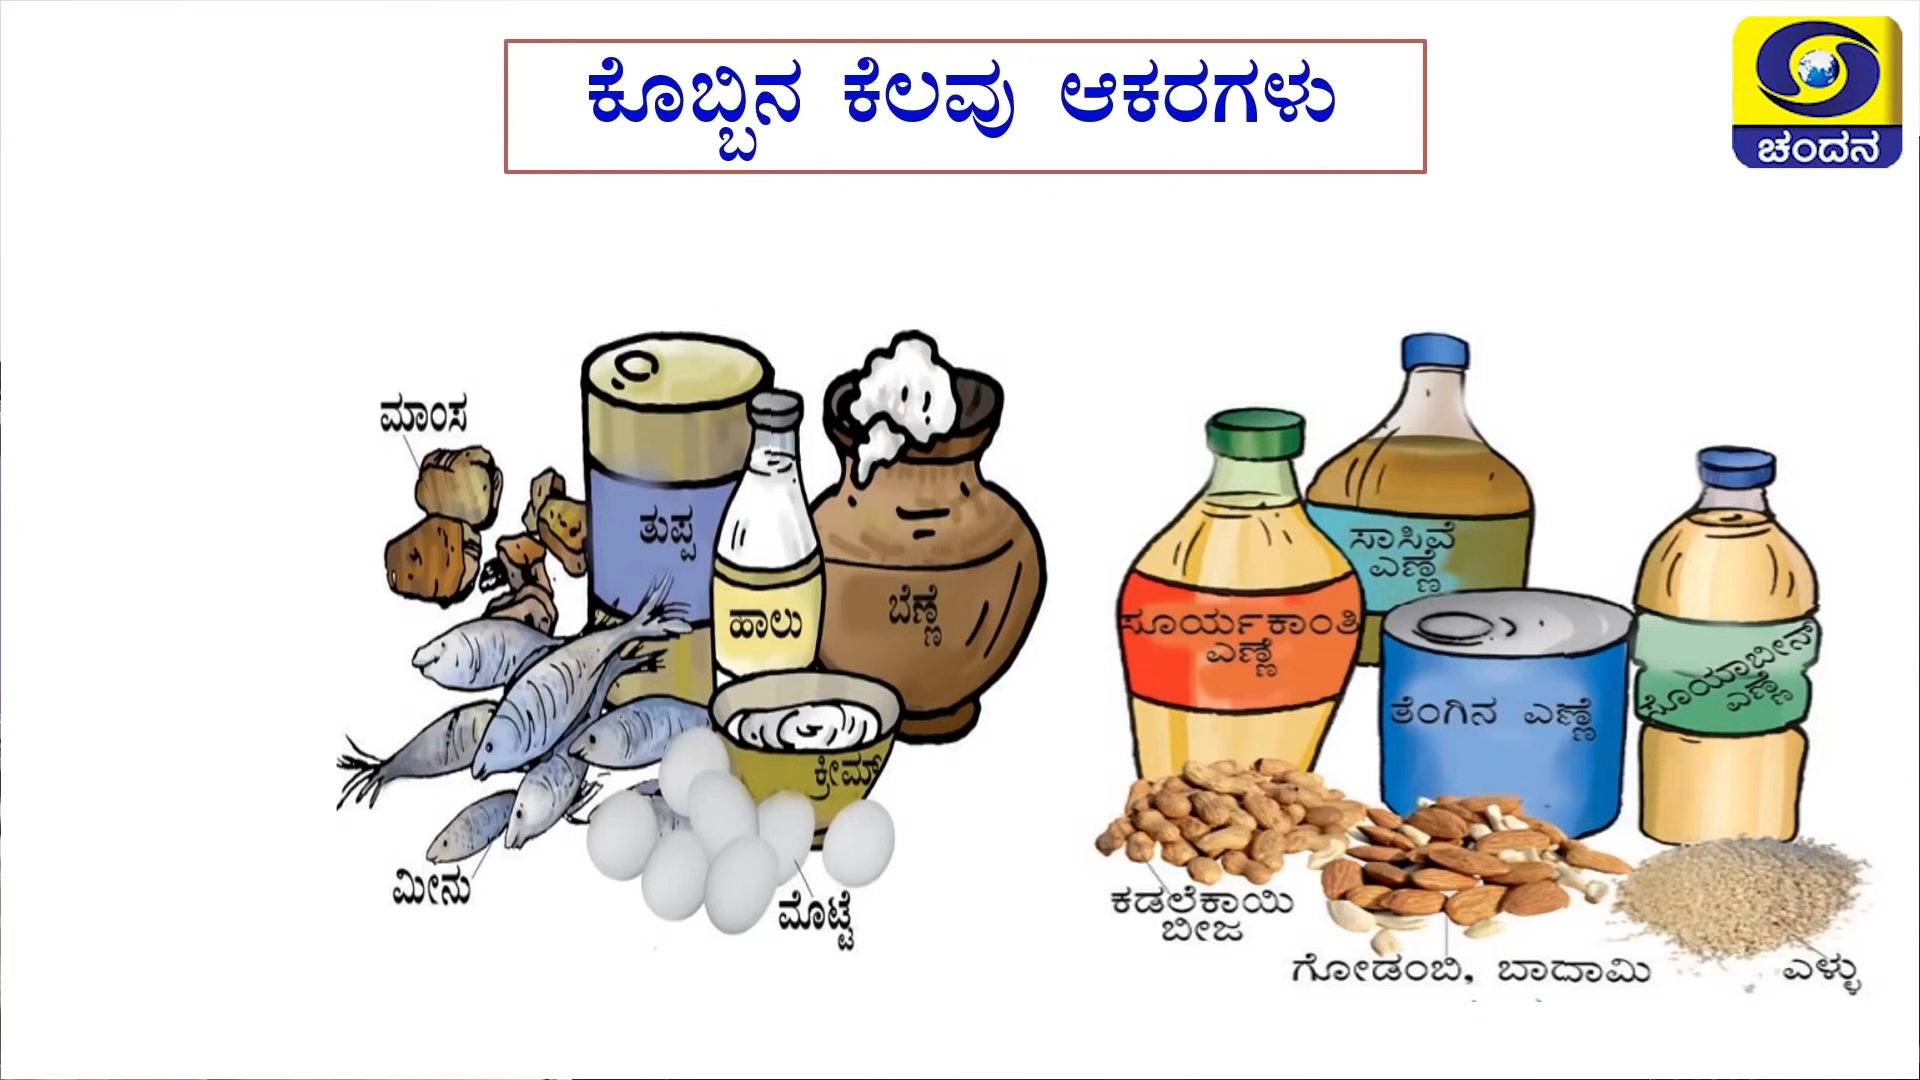 ಕೊಬ್ಬಿನ ಕೆಲವು ಆಕರಗಳು
ಚಂದನ
ಮಾಂಸ
ತುಪ್ಪ
ಹಾಲು
ಬೆಣ್ಣೆ
ಕ್ರೀಮ್
ಮೀನು
ಮೊಟ್ಟೆ
ಸಾಸಿವೆ
ಎಣ್ಣೆ
ಸೂರ್ಯಕಾಂತಿ
ಎಣ್ಣೆ
ತೆಂಗಿನ ಎಣ್ಣೆ
ಸೋಯಾಬೀನ್
ಎಣ್ಣೆ
ಕಡಲೆಕಾಯಿ
ಬೀಜ
ಗೋಡಂಬಿ, ಬಾದಾಮಿ
ಎಳ್ಳು